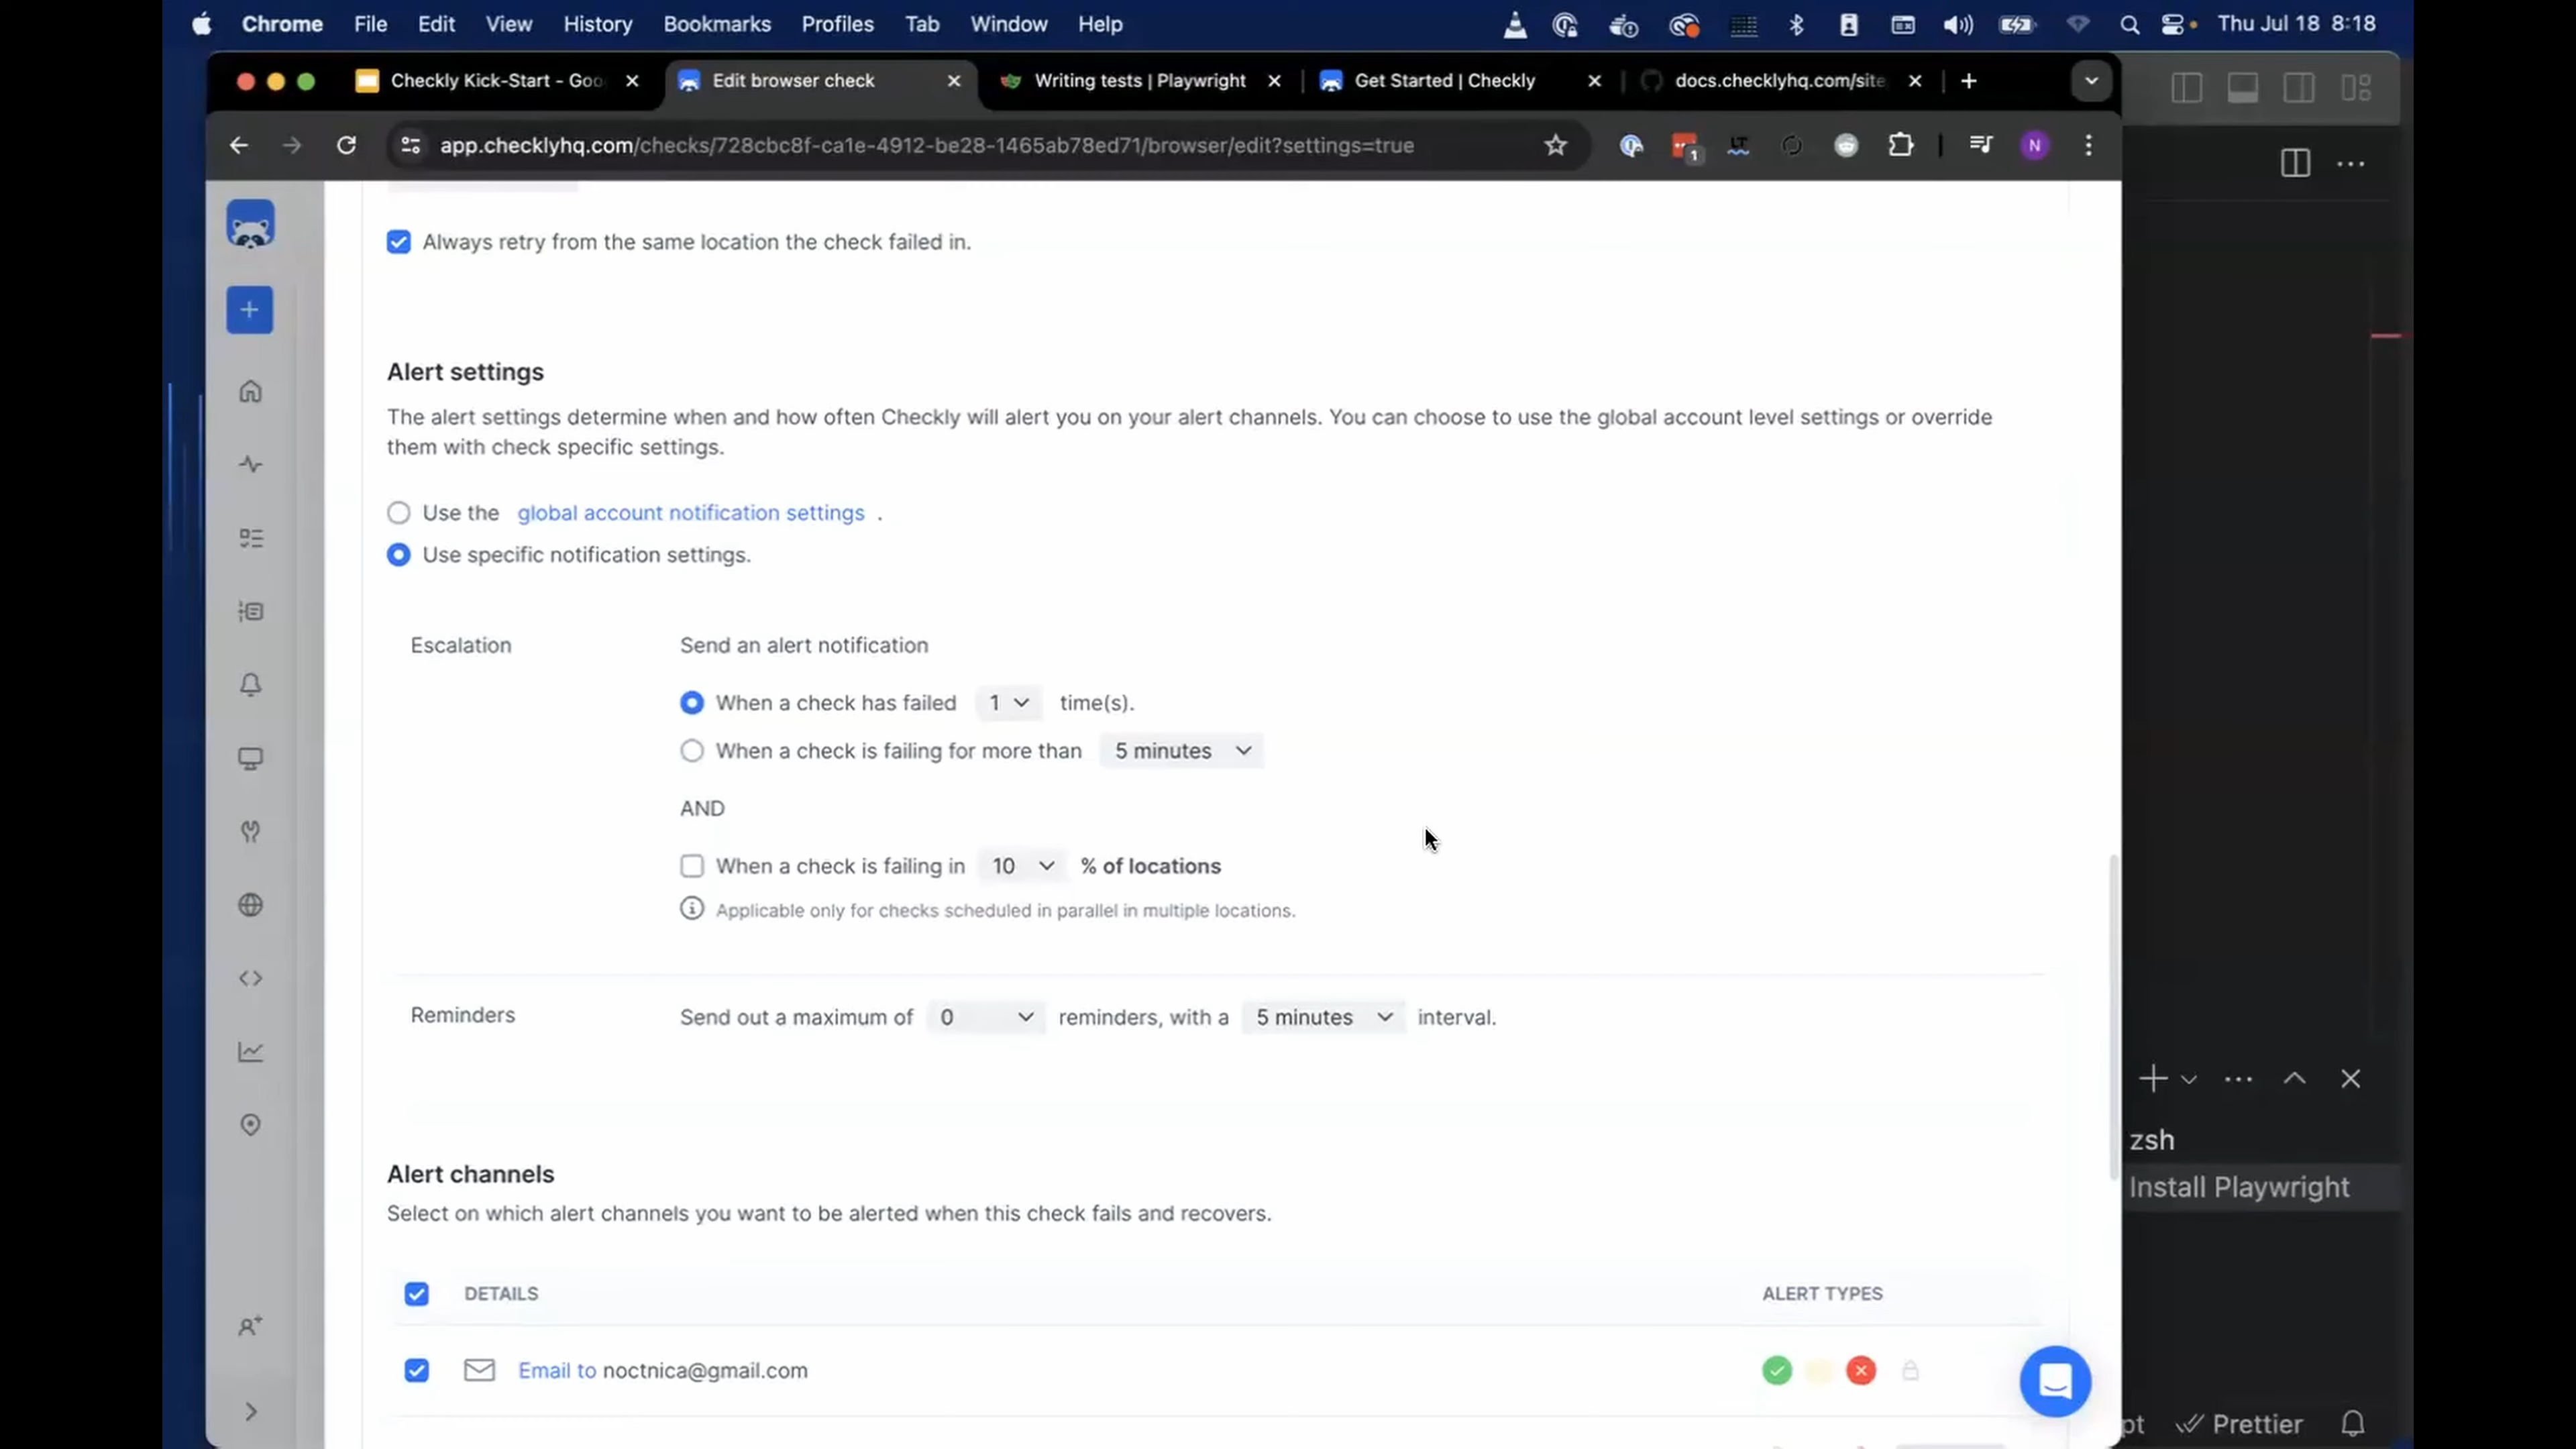 Chrome File Edit View History Bookmarks Profiles Tab Window Help Thu Jul 18 8:18
Checkly Kick-Start - Goo Edit browser check Writing tests | Playwright Get Started | Checkly docs.checklyhq.com/site
app.checklyhq.com/checks/728cbc8f-ca1e-4912-be28-1465ab78ed71/browser/edit?settings=true 1 N
Always retry from the same location the check failed in.
Alert settings
The alert settings determine when and how often Checkly will alert you on your alert channels. You can choose to use the global account level settings or override
them with check specific settings.
Use the global account notification settings .
Use specific notification settings.
Escalation Send an alert notification
When a check has failed 1 time(s).
When a check is failing for more than 5 minutes
AND
When a check is failing in 10 % of locations
Applicable only for checks scheduled in parallel in multiple locations.
Reminders Send out a maximum of 0 reminders, with a 5 minutes interval.
Alert channels
Select on which alert channels you want to be alerted when this check fails and recovers.
DETAILS ALERT TYPES
Email to noctnica@gmail.com
zsh
Install Playwright
pt Prettier